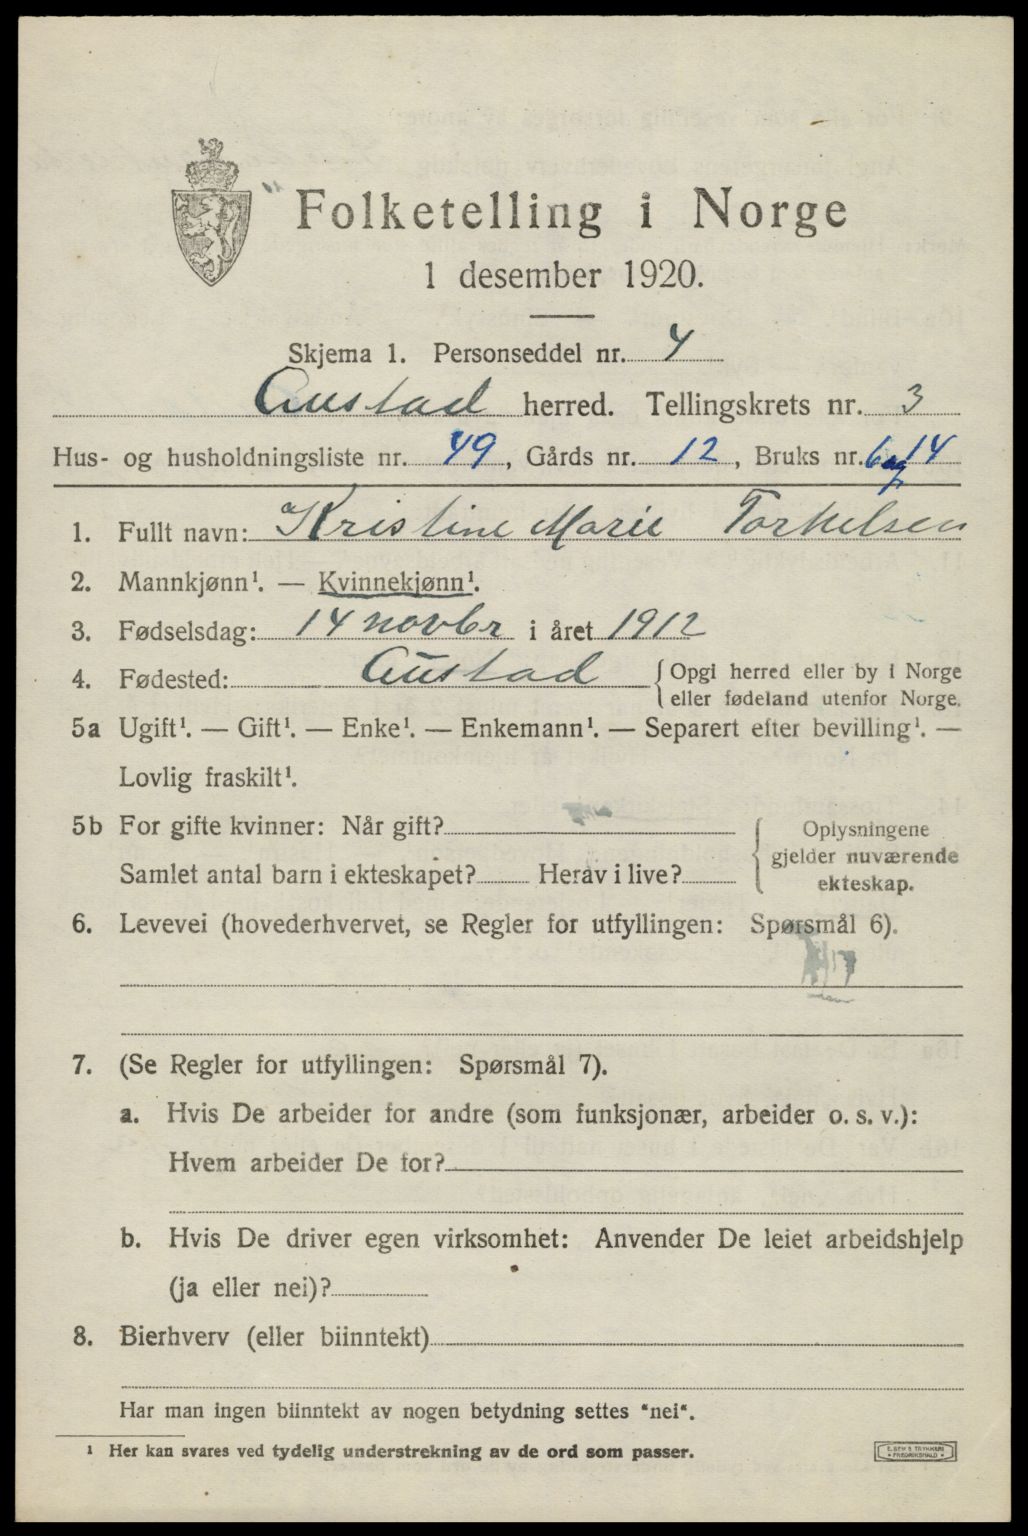 Folketelling i Norge
1 desember 1920.
Skjema 1. Personseddel nr. 4
Austad herred. Tellingskrets nr. 3
Hus- og husholdningsliste nr. 49, Gårds nr. 12, Bruks nr. 6 og 14
1. Fullt navn: Kristine Marie Torkelsen
2. Mannkjønn¹. — Kvinnekjønn¹.
3. Fødselsdag: 14 novbr i året 1912
4. Fødested: Austad { Opgi herred eller by i Norge
eller fødeland utenfor Norge.
5a Ugift¹. — Gift¹. — Enke¹. — Enkemann¹. — Separert efter bevilling¹. —
Lovlig fraskilt¹.
5b For gifte kvinner: Når gift?
Samlet antal barn i ekteskapet? Herav i live?
{ Oplysningene
gjelder nuværende
ekteskap.
6. Levevei (hovederhvervet, se Regler for utfyllingen: Spørsmål 6).
7. (Se Regler for utfyllingen: Spørsmål 7).
a. Hvis De arbeider for andre (som funksjonær, arbeider o. s. v.):
Hvem arbeider De for?
b. Hvis De driver egen virksomhet: Anvender De leiet arbeidshjelp
(ja eller nei)?
8. Bierhverv (eller biinntekt)
Har man ingen biinntekt av nogen betydning settes "nei".
¹ Her kan svares ved tydelig understrekning av de ord som passer.